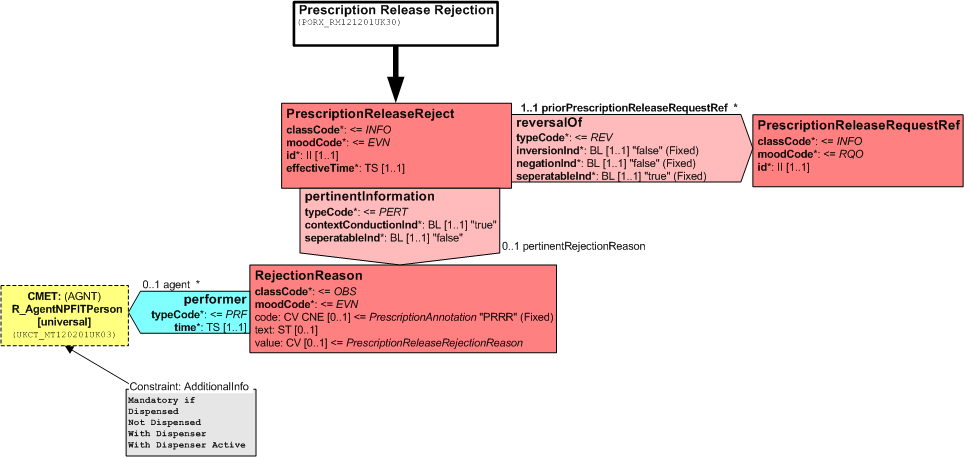 Prescription Release Rejection
(PORX_RM121201UK30)
PrescriptionReleaseReject
classCode*: <= INFO
moodCode*: <= EVN
id*: II [1..1]
effectiveTime*: TS [1..1]
1..1 priorPrescriptionReleaseRequestRef *
reversalOf
typeCode*: <= REV
inversionInd*: BL [1..1] "false" (Fixed)
negationInd*: BL [1..1] "false" (Fixed)
seperatableInd*: BL [1..1] "true" (Fixed)
PrescriptionReleaseRequestRef
classCode*: <= INFO
moodCode*: <= RQO
id*: II [1..1]
pertinentInformation
typeCode*: <= PERT
contextConductionInd*: BL [1..1] "true"
seperatableInd*: BL [1..1] "false"
0..1 pertinentRejectionReason
RejectionReason
classCode*: <= OBS
moodCode*: <= EVN
code: CV CNE [0..1] <= PrescriptionAnnotation "PRRR" (Fixed)
text: ST [0..1]
value: CV [0..1] <= PrescriptionReleaseRejectionReason
0..1 agent *
performer
typeCode*: <= PRF
time*: TS [1..1]
CMET: (AGNT)
R_AgentNPFITPerson
[universal]
(UKCT_MT120201UK03)
Constraint: AdditionalInfo
Mandatory if
Dispensed
Not Dispensed
With Dispenser
With Dispenser Active